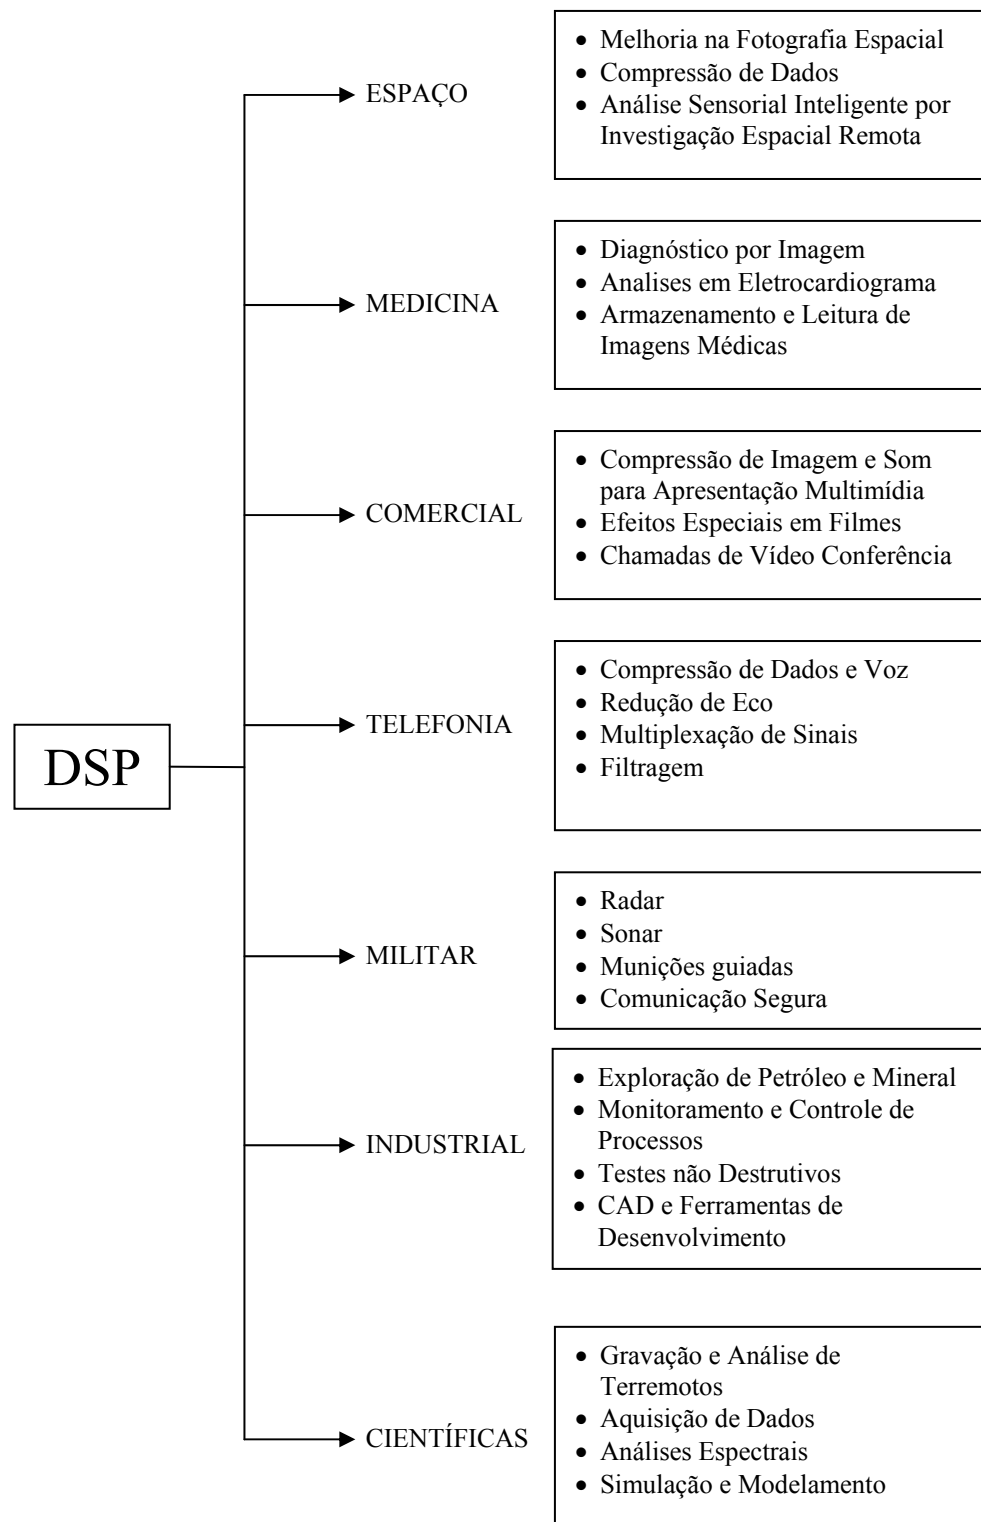 ESPAÇO
• Melhoria na Fotografia Espacial
• Compressão de Dados
• Análise Sensorial Inteligente por
Investigação Espacial Remota
MEDICINA
• Diagnóstico por Imagem
• Analises em Eletrocardiograma
• Armazenamento e Leitura de
Imagens Médicas
COMERCIAL
• Compressão de Imagem e Som
para Apresentação Multimídia
• Efeitos Especiais em Filmes
• Chamadas de Vídeo Conferência
DSP
TELEFONIA
• Compressão de Dados e Voz
• Redução de Eco
• Multiplexação de Sinais
• Filtragem
MILITAR
• Radar
• Sonar
• Munições guiadas
• Comunicação Segura
INDUSTRIAL
• Exploração de Petróleo e Mineral
• Monitoramento e Controle de
Processos
• Testes não Destrutivos
• CAD e Ferramentas de
Desenvolvimento
CIENTÍFICAS
• Gravação e Análise de
Terremotos
• Aquisição de Dados
• Análises Espectrais
• Simulação e Modelamento